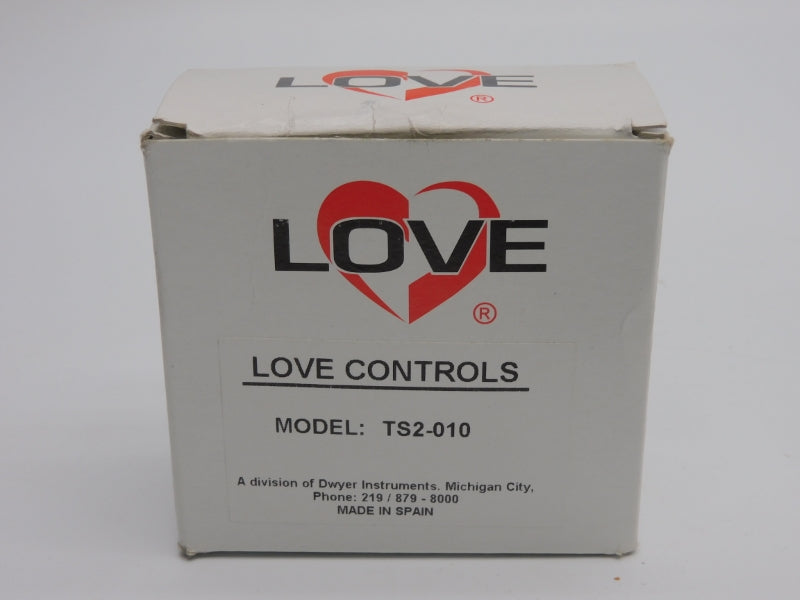 LOVE
®
LOVE
®
LOVE CONTROLS
MODEL: TS2-010
A division of Dwyer Instruments. Michigan City,
Phone: 219 / 879 - 8000
MADE IN SPAIN